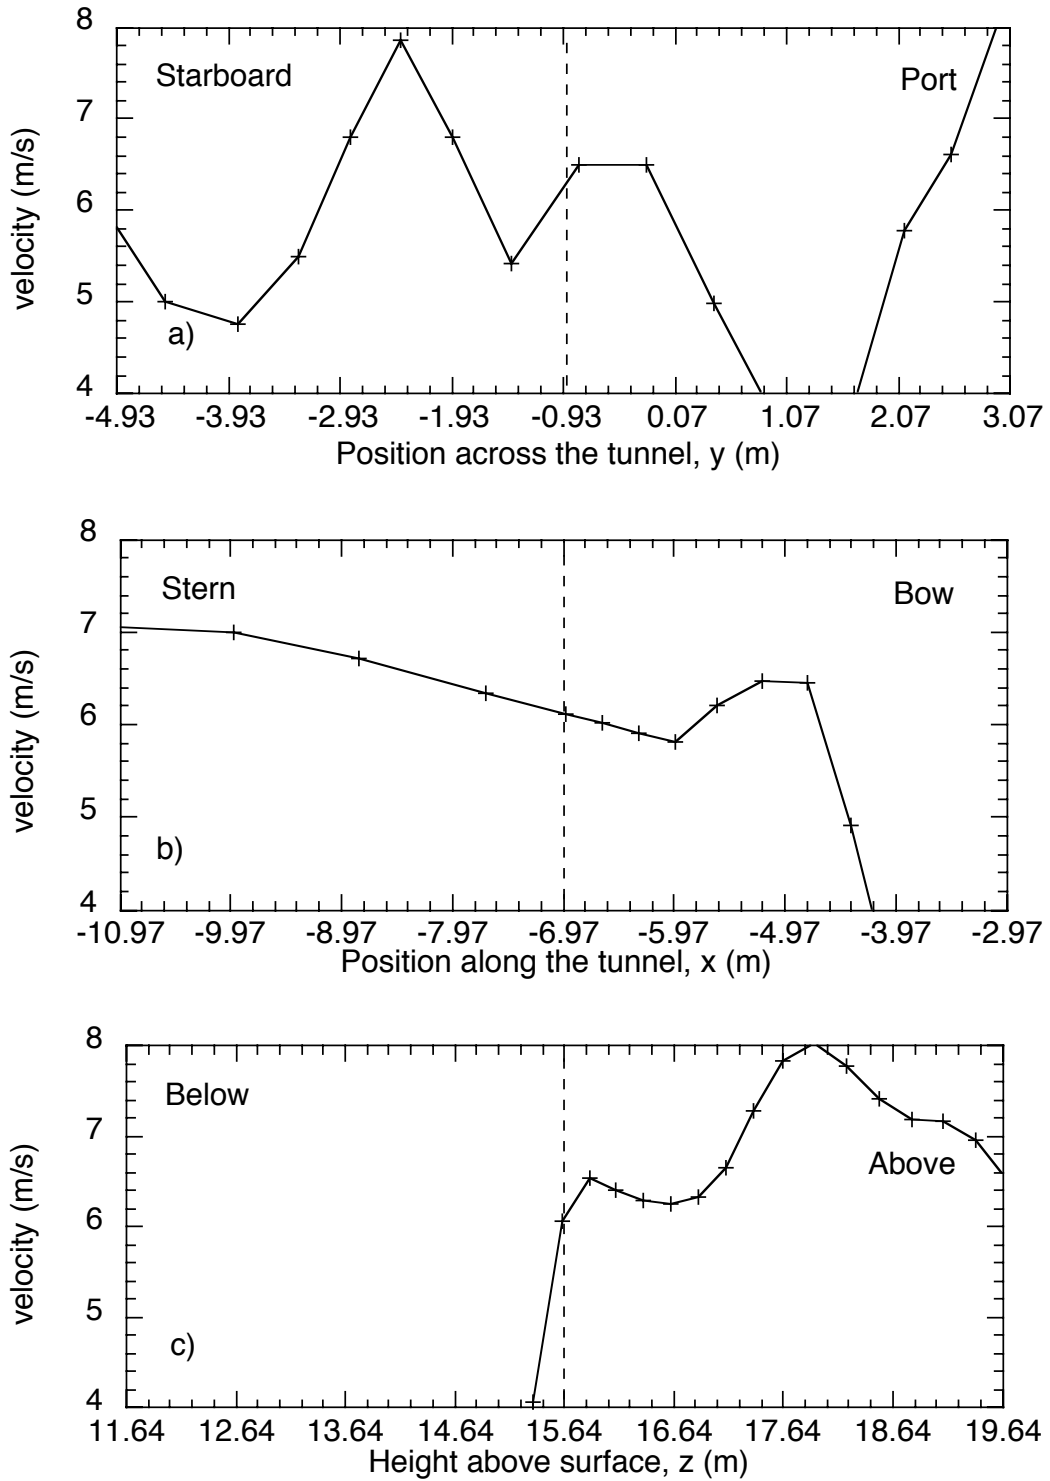 8
Starboard
Port
7
velocity (m/s)
6
5
a)
4
-4.93 -3.93 -2.93 -1.93 -0.93 0.07 1.07 2.07 3.07
Position across the tunnel, y (m)
8
Stern
Bow
7
velocity (m/s)
6
5
b)
4
-10.97 -9.97 -8.97 -7.97 -6.97 -5.97 -4.97 -3.97 -2.97
Position along the tunnel, x (m)
8
Below
7
Above
velocity (m/s)
6
5
c)
4
11.64 12.64 13.64 14.64 15.64 16.64 17.64 18.64 19.64
Height above surface, z (m)